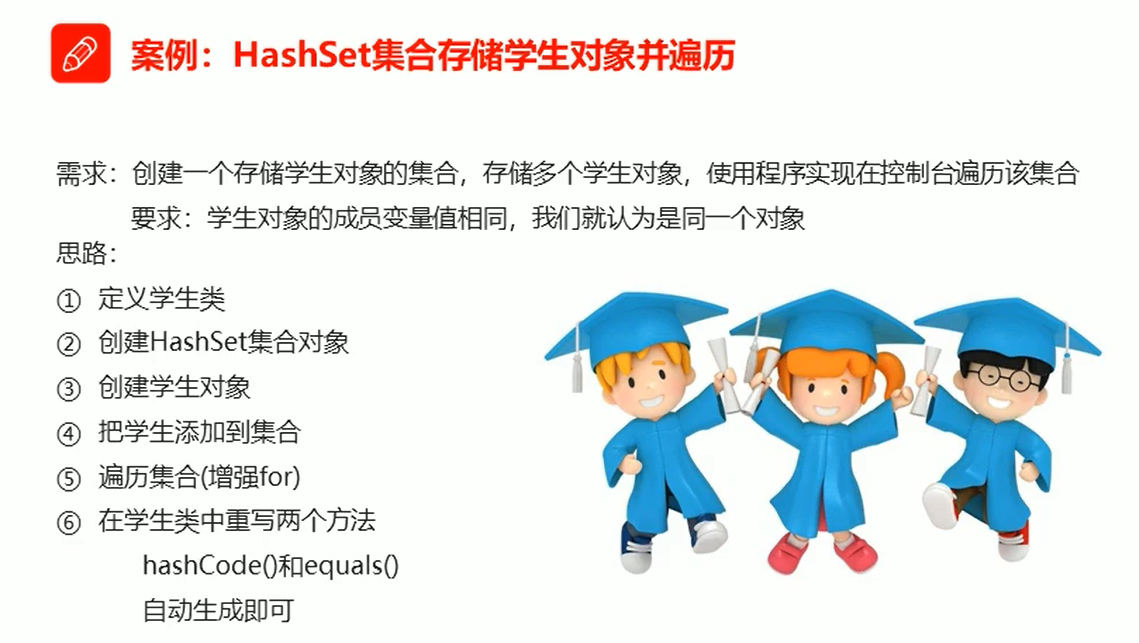 案例：HashSet集合存储学生对象并遍历
需求：创建一个存储学生对象的集合，存储多个学生对象，使用程序实现在控制台遍历该集合
要求：学生对象的成员变量值相同，我们就认为是同一个对象
思路：
① 定义学生类
② 创建HashSet集合对象
③ 创建学生对象
④ 把学生添加到集合
⑤ 遍历集合(增强for)
⑥ 在学生类中重写两个方法
hashCode()和equals()
自动生成即可